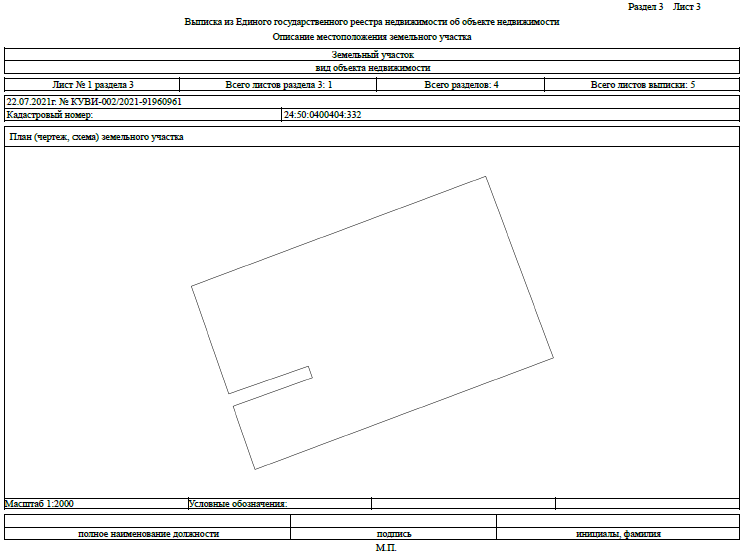 Раздел 3 Лист 3
Выписка из Единого государственного реестра недвижимости об объекте недвижимости
Описание местоположения земельного участка
Земельный участок
вид объекта недвижимости
Лист № 1 раздела 3 Всего листов раздела 3: 1 Всего разделов: 4 Всего листов выписки: 5
22.07.2021г. № КУВИ-002/2021-91960961
Кадастровый номер: 24:50:0400404:332
План (чертеж, схема) земельного участка
Масштаб 1:2000 Условные обозначения:
полное наименование должности подпись инициалы, фамилия
М.П.